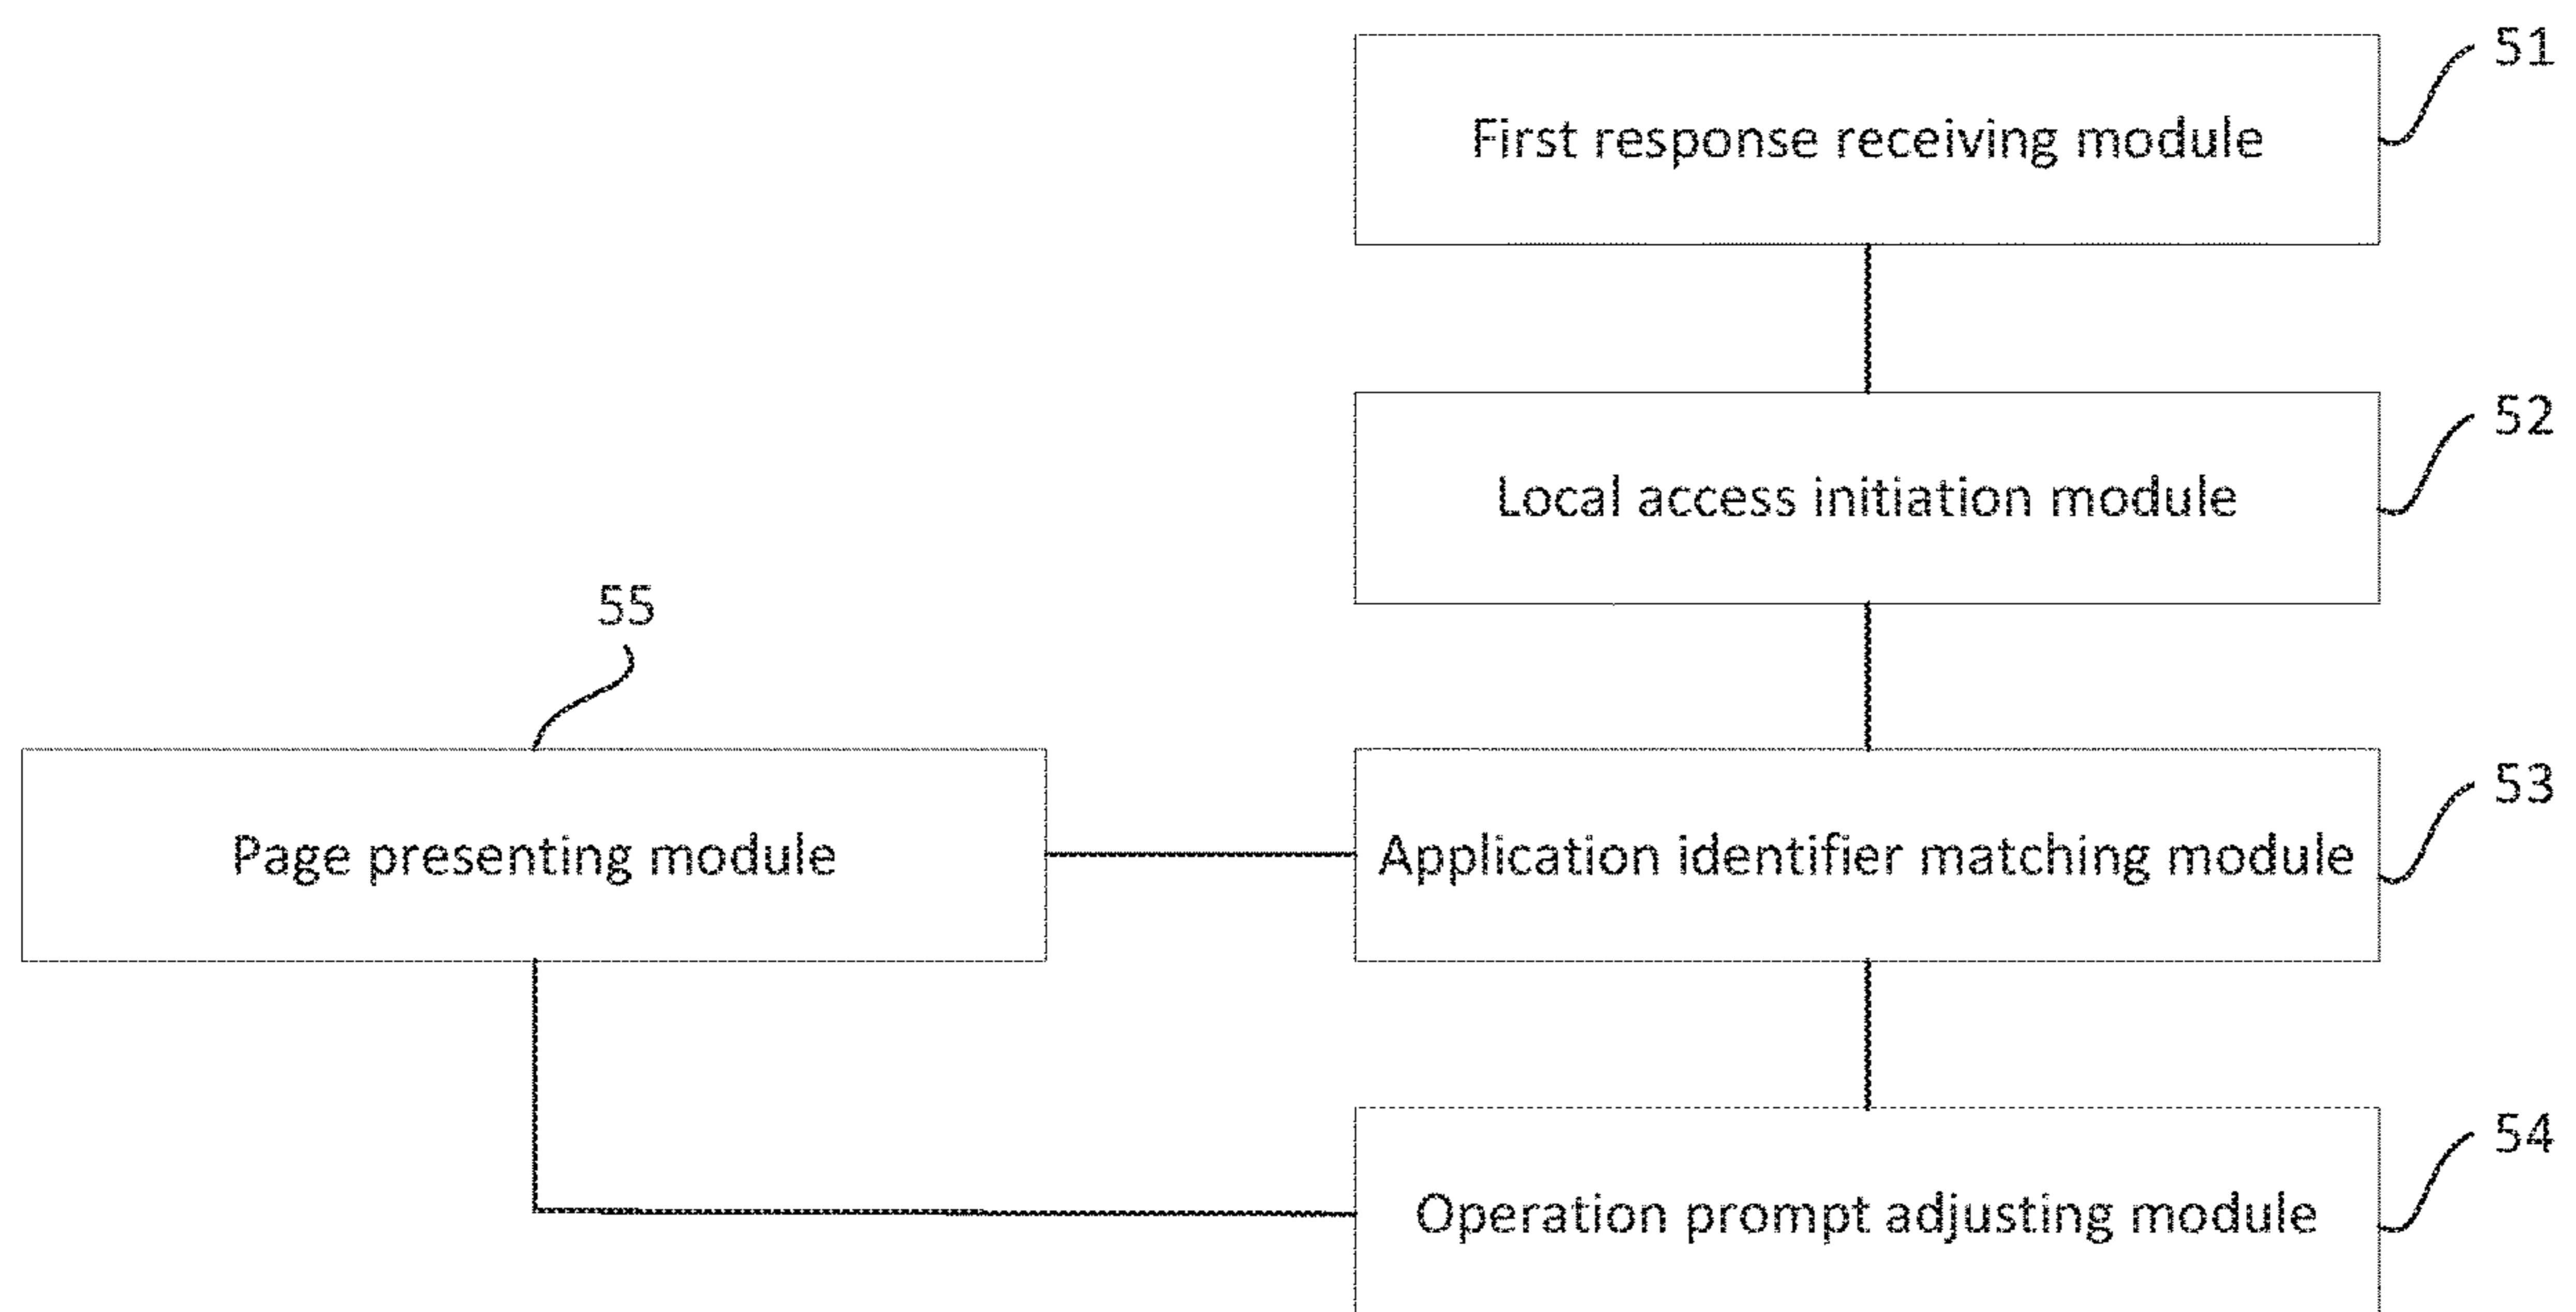 51
First response receiving module
52
Local access initiation module
55
53
Page presenting module
Application identifier matching module
54
Operation prompt adjusting module